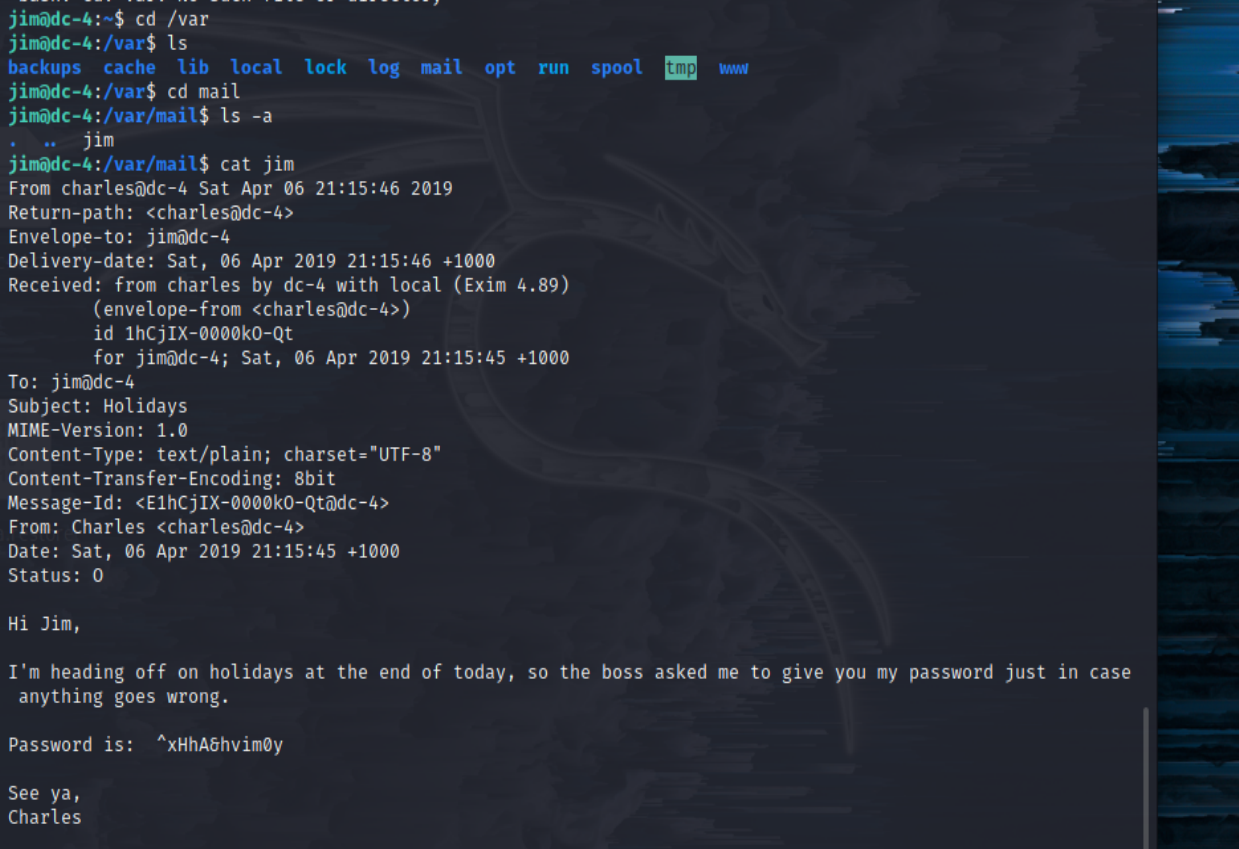 jim@dc-4:~$ cd /var
jim@dc-4:/var$ ls
backups cache lib local lock log mail opt run spool tmp www
jim@dc-4:/var$ cd mail
jim@dc-4:/var/mail$ ls -a
. .. jim
jim@dc-4:/var/mail$ cat jim
From charles@dc-4 Sat Apr 06 21:15:46 2019
Return-path: <charles@dc-4>
Envelope-to: jim@dc-4
Delivery-date: Sat, 06 Apr 2019 21:15:46 +1000
Received: from charles by dc-4 with local (Exim 4.89)
(envelope-from <charles@dc-4>)
id 1hCjIX-0000kO-Qt
for jim@dc-4; Sat, 06 Apr 2019 21:15:45 +1000
To: jim@dc-4
Subject: Holidays
MIME-Version: 1.0
Content-Type: text/plain; charset="UTF-8"
Content-Transfer-Encoding: 8bit
Message-Id: <E1hCjIX-0000kO-Qt@dc-4>
From: Charles <charles@dc-4>
Date: Sat, 06 Apr 2019 21:15:45 +1000
Status: O
Hi Jim,
I'm heading off on holidays at the end of today, so the boss asked me to give you my password just in case
anything goes wrong.
Password is: ^xHhA&hvim0y
See ya,
Charles